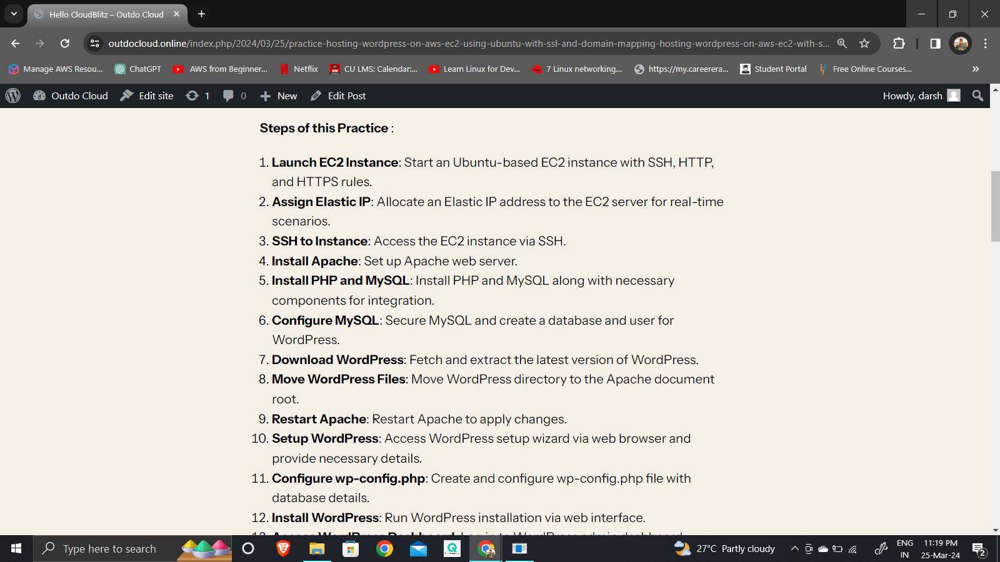 Hello CloudBlitz – Outdo Cloud
outdocloud.online/index.php/2024/03/25/practice-hosting-wordpress-on-aws-ec2-using-ubuntu-with-ssl-and-domain-mapping-hosting-wordpress-on-aws-ec2-with-s...
Manage AWS Resou... ChatGPT AWS from Beginner... Netflix CU LMS: Calendar:... Learn Linux for Dev... 7 Linux networking... https://my.careerera... Student Portal Free Online Courses... »
Outdo Cloud Edit site 1 0 New Edit Post Howdy, darsh
Steps of this Practice :
1. Launch EC2 Instance: Start an Ubuntu-based EC2 instance with SSH, HTTP,
and HTTPS rules.
2. Assign Elastic IP: Allocate an Elastic IP address to the EC2 server for real-time
scenarios.
3. SSH to Instance: Access the EC2 instance via SSH.
4. Install Apache: Set up Apache web server.
5. Install PHP and MySQL: Install PHP and MySQL along with necessary
components for integration.
6. Configure MySQL: Secure MySQL and create a database and user for
WordPress.
7. Download WordPress: Fetch and extract the latest version of WordPress.
8. Move WordPress Files: Move WordPress directory to the Apache document
root.
9. Restart Apache: Restart Apache to apply changes.
10. Setup WordPress: Access WordPress setup wizard via web browser and
provide necessary details.
11. Configure wp-config.php: Create and configure wp-config.php file with
database details.
12. Install WordPress: Run WordPress installation via web interface.
13. Access WordPress Dashboard: Log in to WordPress admin dashboard
Type here to search 27°C Partly cloudy ENG 11:19 PM
IN 25-Mar-24 2